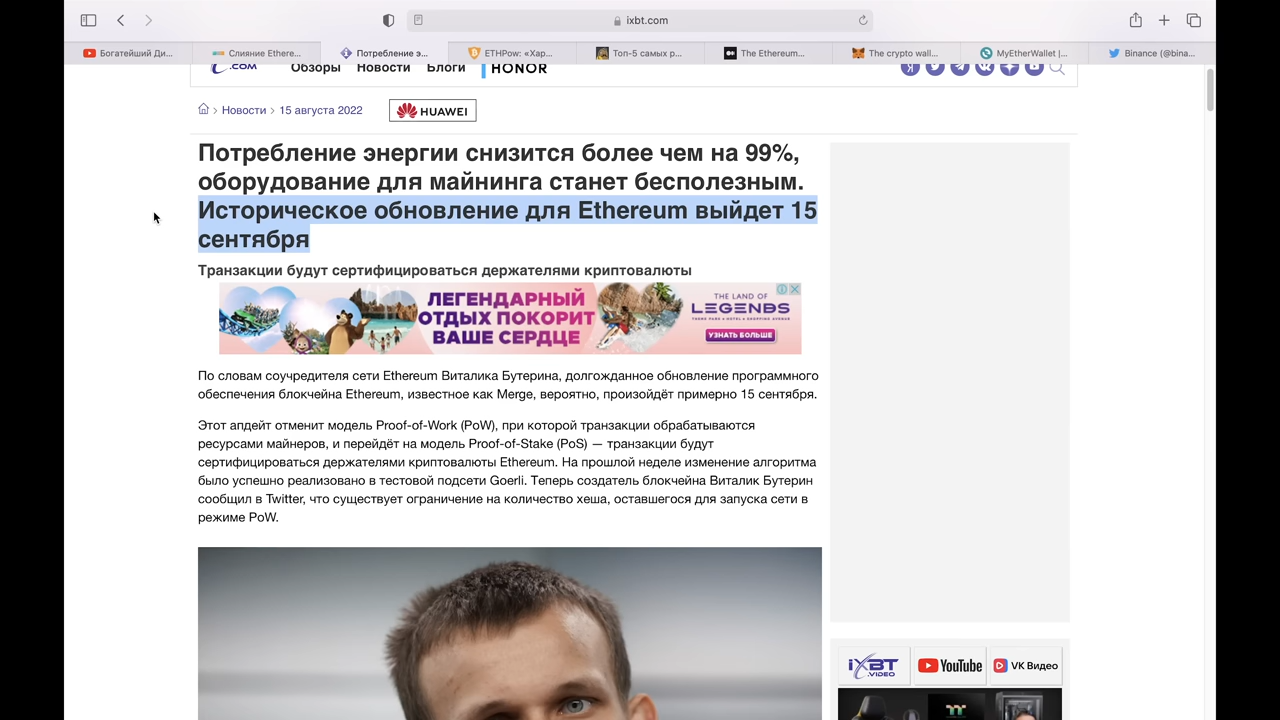 ixbt.com
Богатейший Ди...
Слияние Ethere...
Потребление э...
ETHPow: «Хар...
Топ-5 самых р...
The Ethereum...
The crypto wall...
MyEtherWallet |...
Binance (@bina...
.COM Обзоры Новости Блоги HONOR
Новости > 15 августа 2022 HUAWEI
Потребление энергии снизится более чем на 99%,
оборудование для майнинга станет бесполезным.
Историческое обновление для Ethereum выйдет 15
сентября
Транзакции будут сертифицироваться держателями криптовалюты
ЛЕГЕНДАРНЫЙ
ОТДЫХ ПОКОРИТ
ВАШЕ СЕРДЦЕ
THE LAND OF
LEGENDS
УЗНАТЬ БОЛЬШЕ
По словам соучредителя сети Ethereum Виталика Бутерина, долгожданное обновление программного
обеспечения блокчейна Ethereum, известное как Merge, вероятно, произойдёт примерно 15 сентября.
Этот апдейт отменит модель Proof-of-Work (PoW), при которой транзакции обрабатываются
ресурсами майнеров, и перейдёт на модель Proof-of-Stake (PoS) — транзакции будут
сертифицироваться держателями криптовалюты Ethereum. На прошлой неделе изменение алгоритма
было успешно реализовано в тестовой подсети Goerli. Теперь создатель блокчейна Виталик Бутерин
сообщил в Twitter, что существует ограничение на количество хеша, оставшегося для запуска сети в
режиме PoW.
iXBT
.VIDEO
YouTube
VK Видео